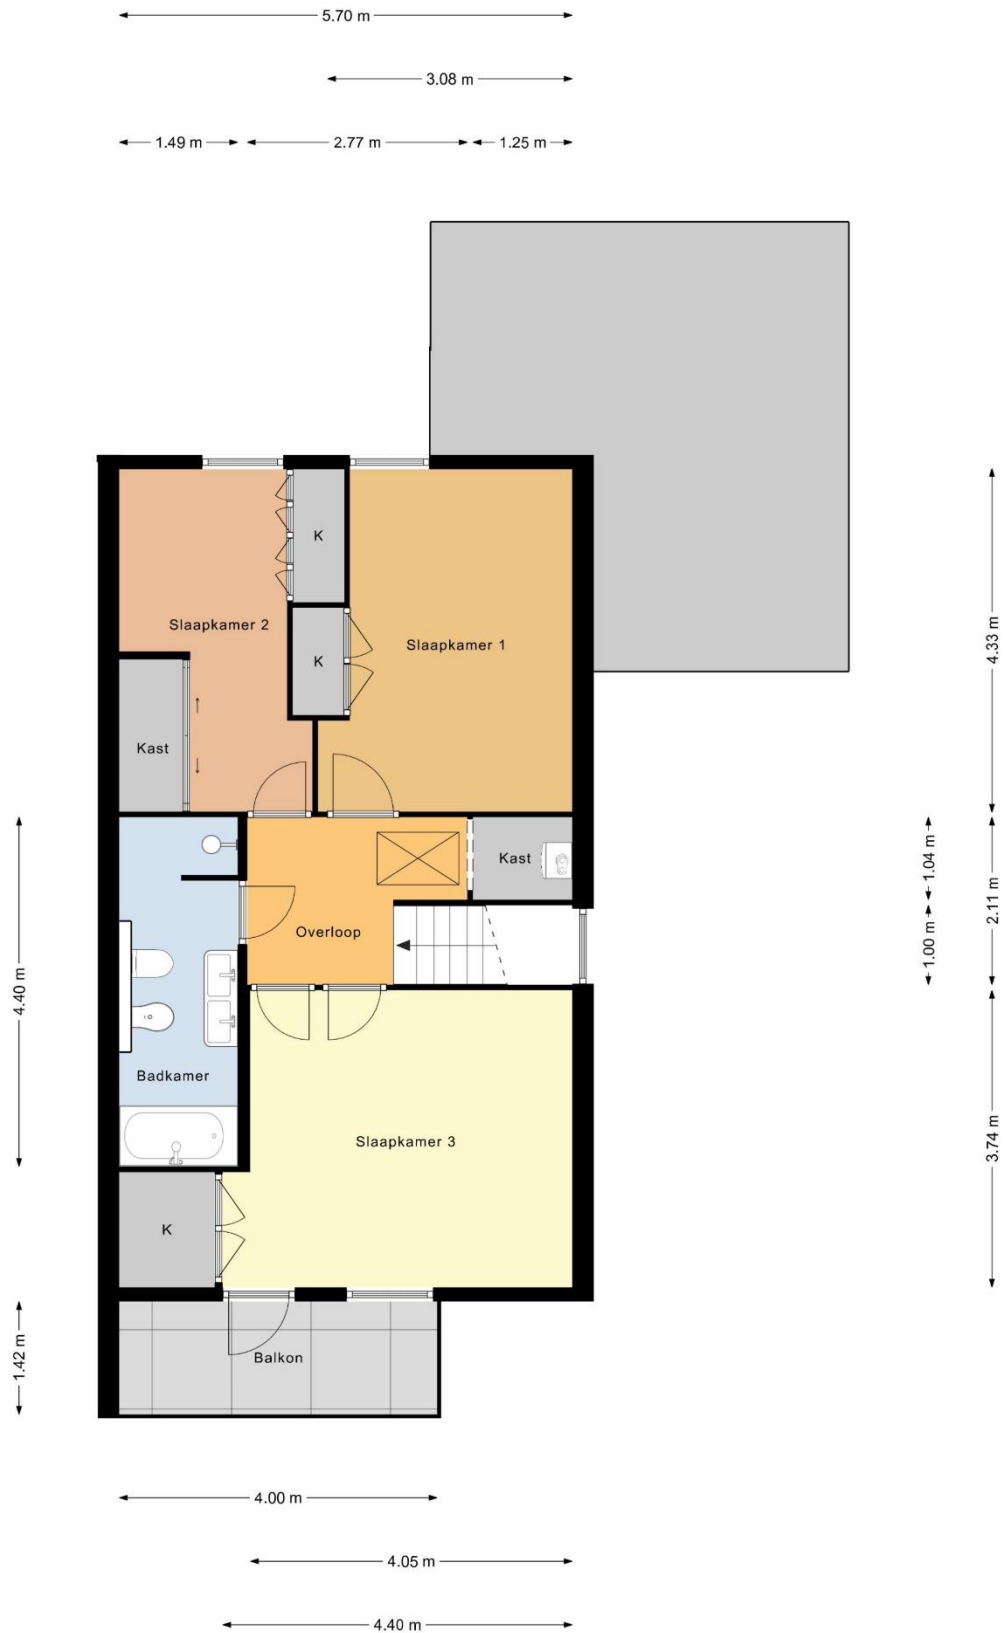 5.70 m
3.08 m
1.49 m
2.77 m
1.25 m
K
Slaapkamer 2
Slaapkamer 1
K
4.33 m
Kast
Kast
1.04 m
2.11 m
Overloop
1.00 m
4.40 m
Badkamer
Slaapkamer 3
3.74 m
K
1.42 m
Balkon
4.00 m
4.05 m
4.40 m